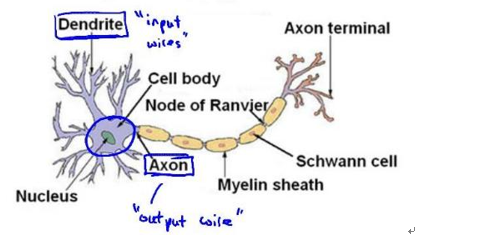 Dendrite
"input
wires"
Axon terminal
Cell body
Node of Ranvier
Axon
Schwann cell
Myelin sheath
Nucleus
"output wire"